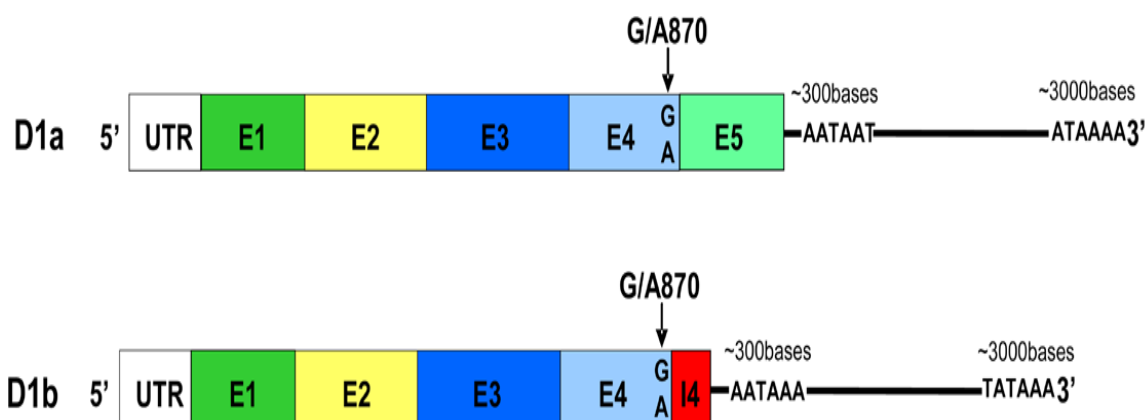 G/A870
~300bases ~3000bases
D1a 5’ UTR E1 E2 E3 E4 G A E5 AATAAT ATAAAA3’
G/A870
~300bases ~3000bases
D1b 5’ UTR E1 E2 E3 E4 G A I4 AATAAA TATAAA3’